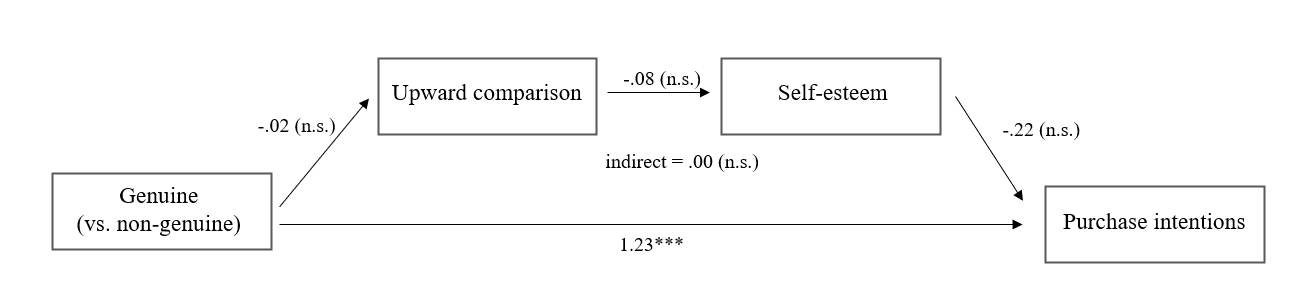 -.08 (n.s.)
Upward comparison
Self-esteem
-.02 (n.s.)
-.22 (n.s.)
indirect = .00 (n.s.)
Genuine
(vs. non-genuine)
Purchase intentions
1.23***